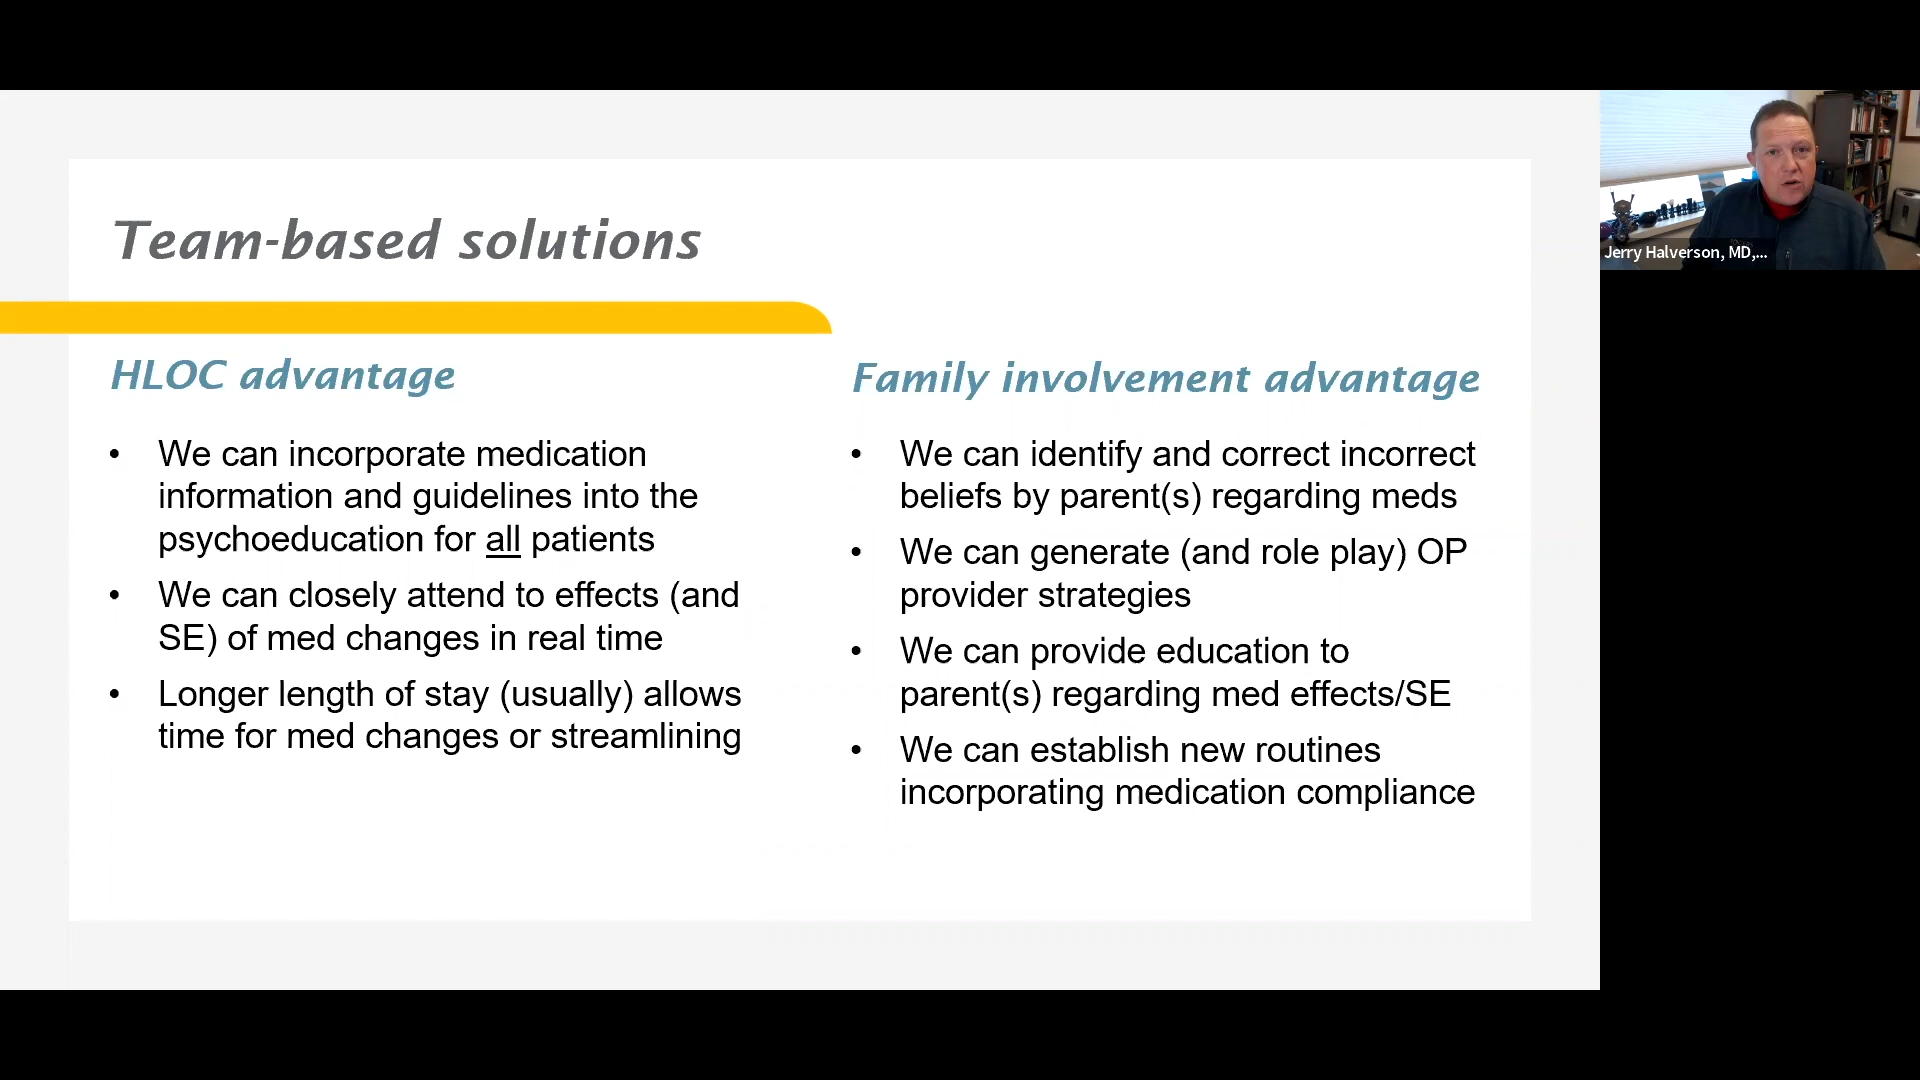 Team-based solutions
HLOC advantage
• We can incorporate medication
information and guidelines into the
psychoeducation for all patients
• We can closely attend to effects (and
SE) of med changes in real time
• Longer length of stay (usually) allows
time for med changes or streamlining
Family involvement advantage
• We can identify and correct incorrect
beliefs by parent(s) regarding meds
• We can generate (and role play) OP
provider strategies
• We can provide education to
parent(s) regarding med effects/SE
• We can establish new routines
incorporating medication compliance
Jerry Halverson, MD,...